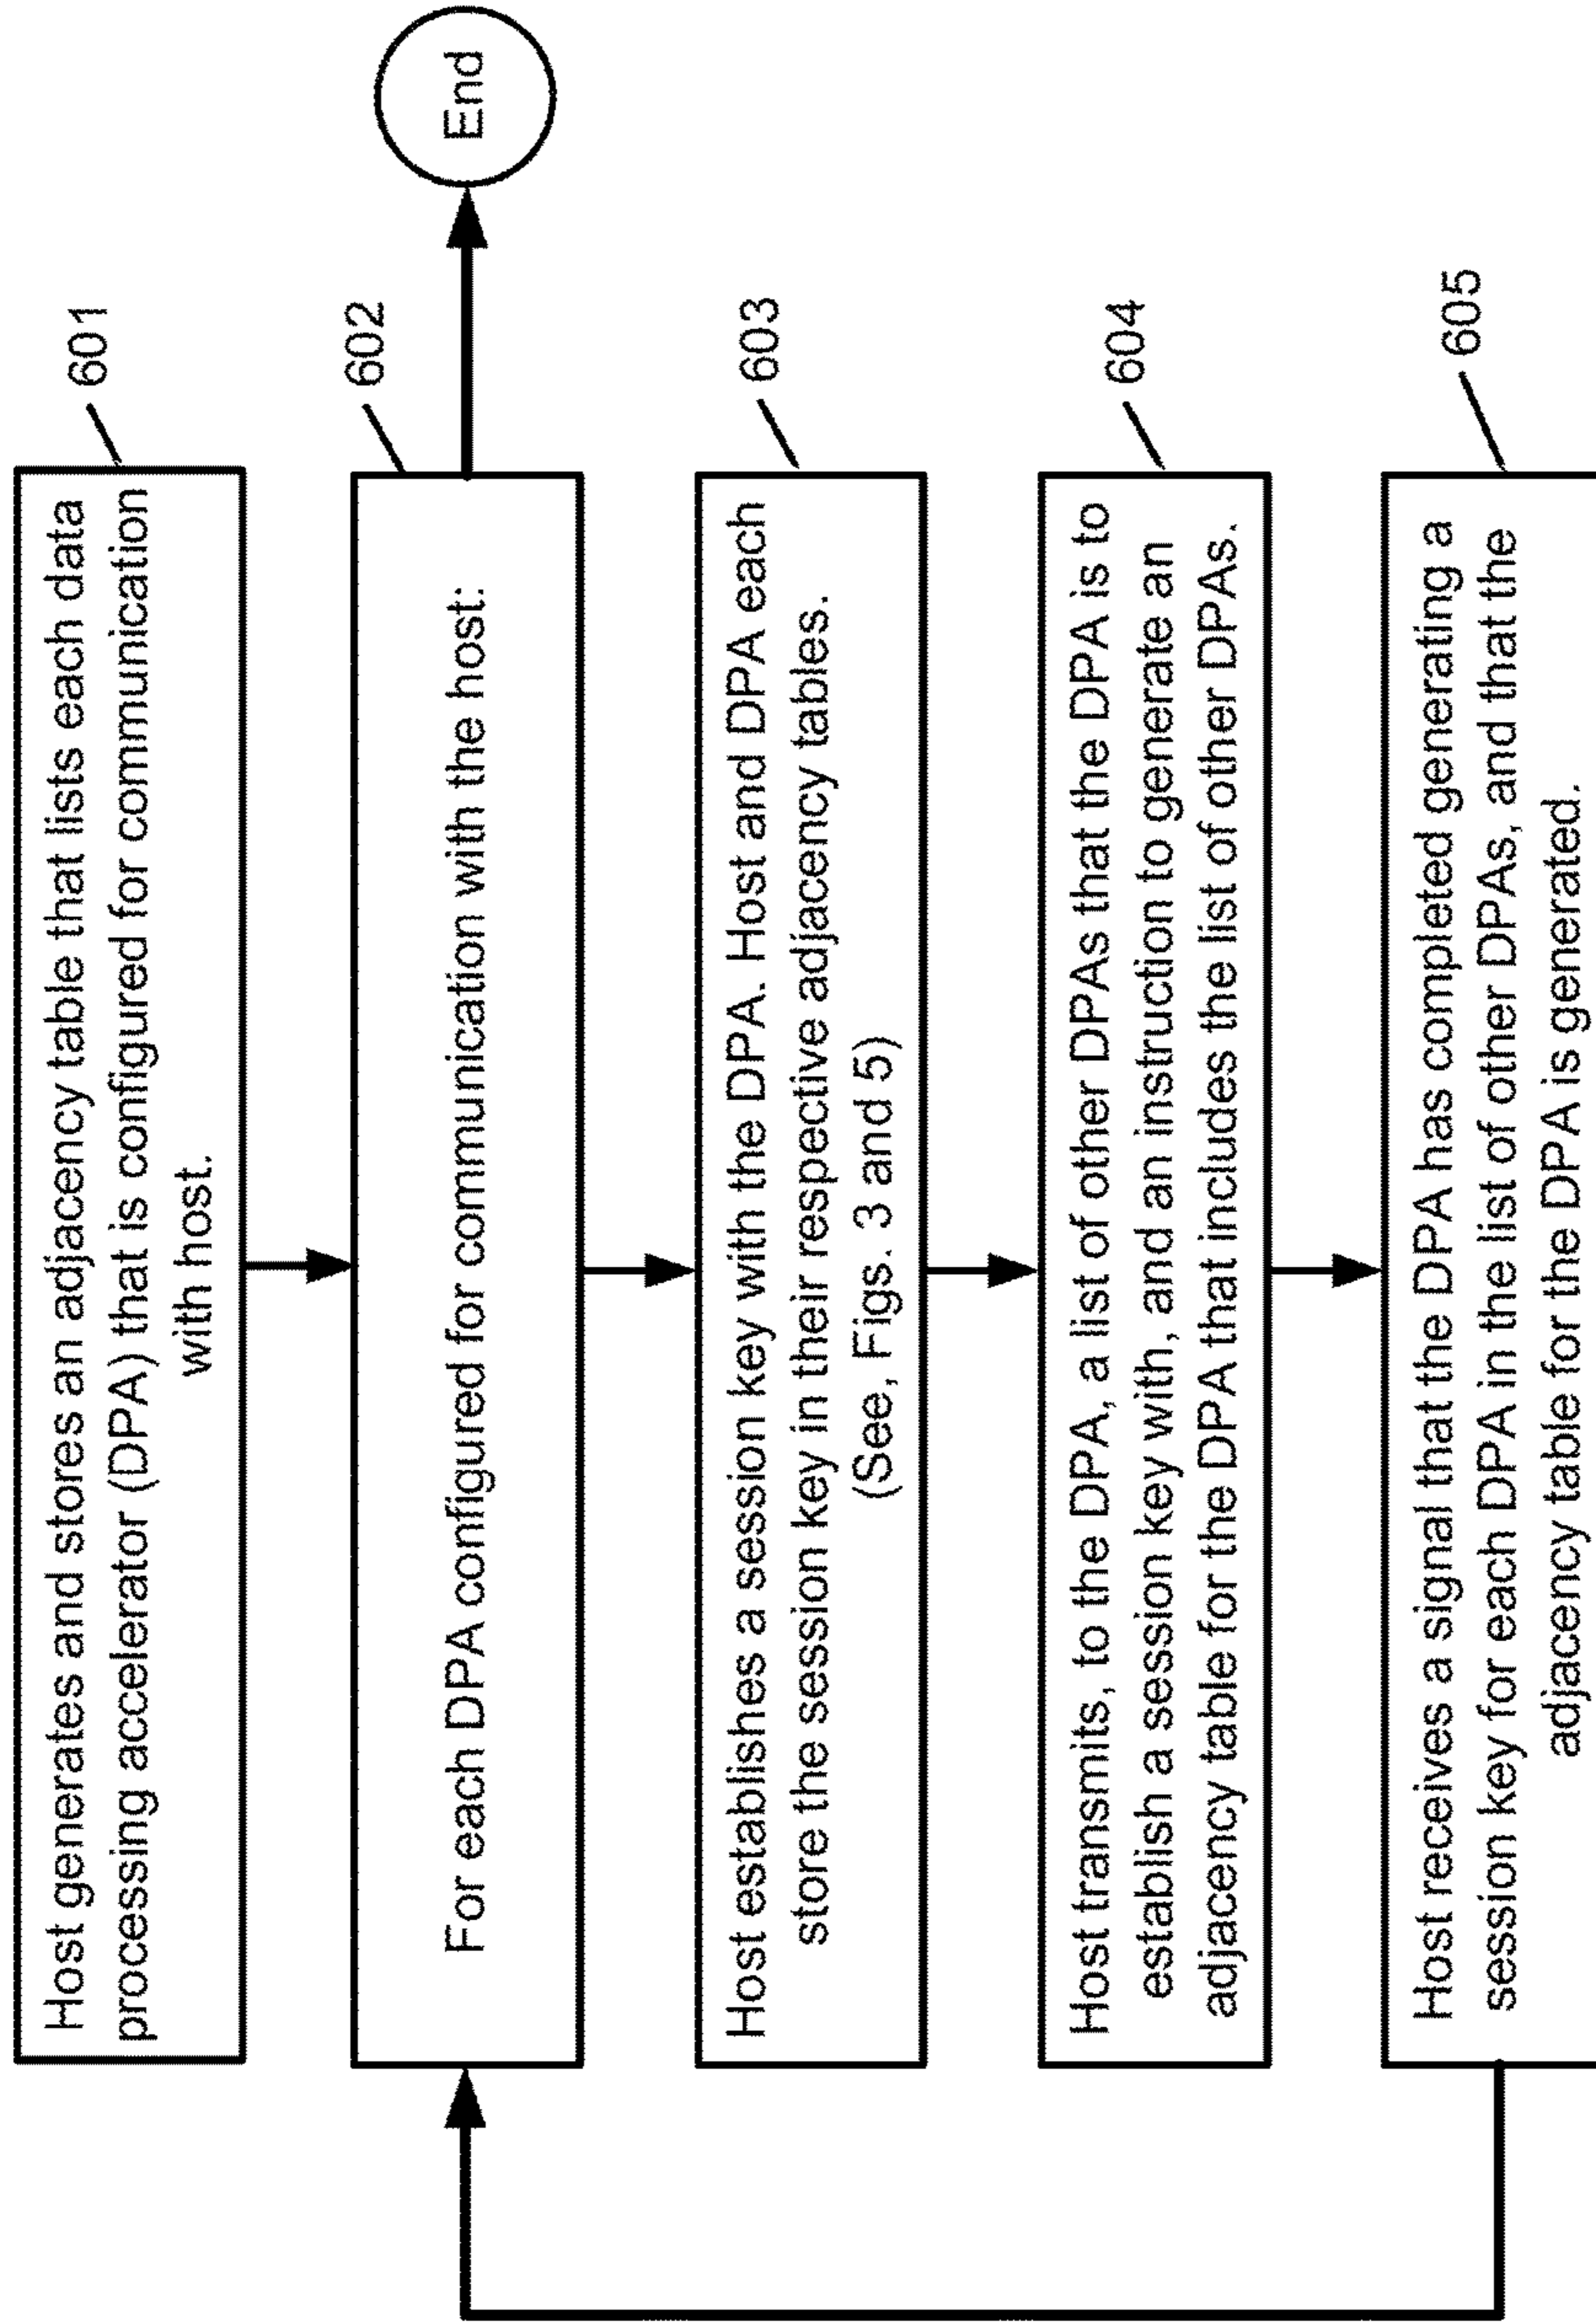 Host generates and stores an adjacency table that lists each data
processing accelerator (DPA) that is configured for communication
with host.
601
For each DPA configured for communication with the host:
602
End
Host establishes a session key with the DPA. Host and DPA each
store the session key in their respective adjacency tables.
(See, Figs. 3 and 5)
603
Host transmits, to the DPA, a list of other DPAs that the DPA is to
establish a session key with, and an instruction to generate an
adjacency table for the DPA that includes the list of other DPAs.
604
Host receives a signal that the DPA has completed generating a
session key for each DPA in the list of other DPAs, and that the
adjacency table for the DPA is generated.
605